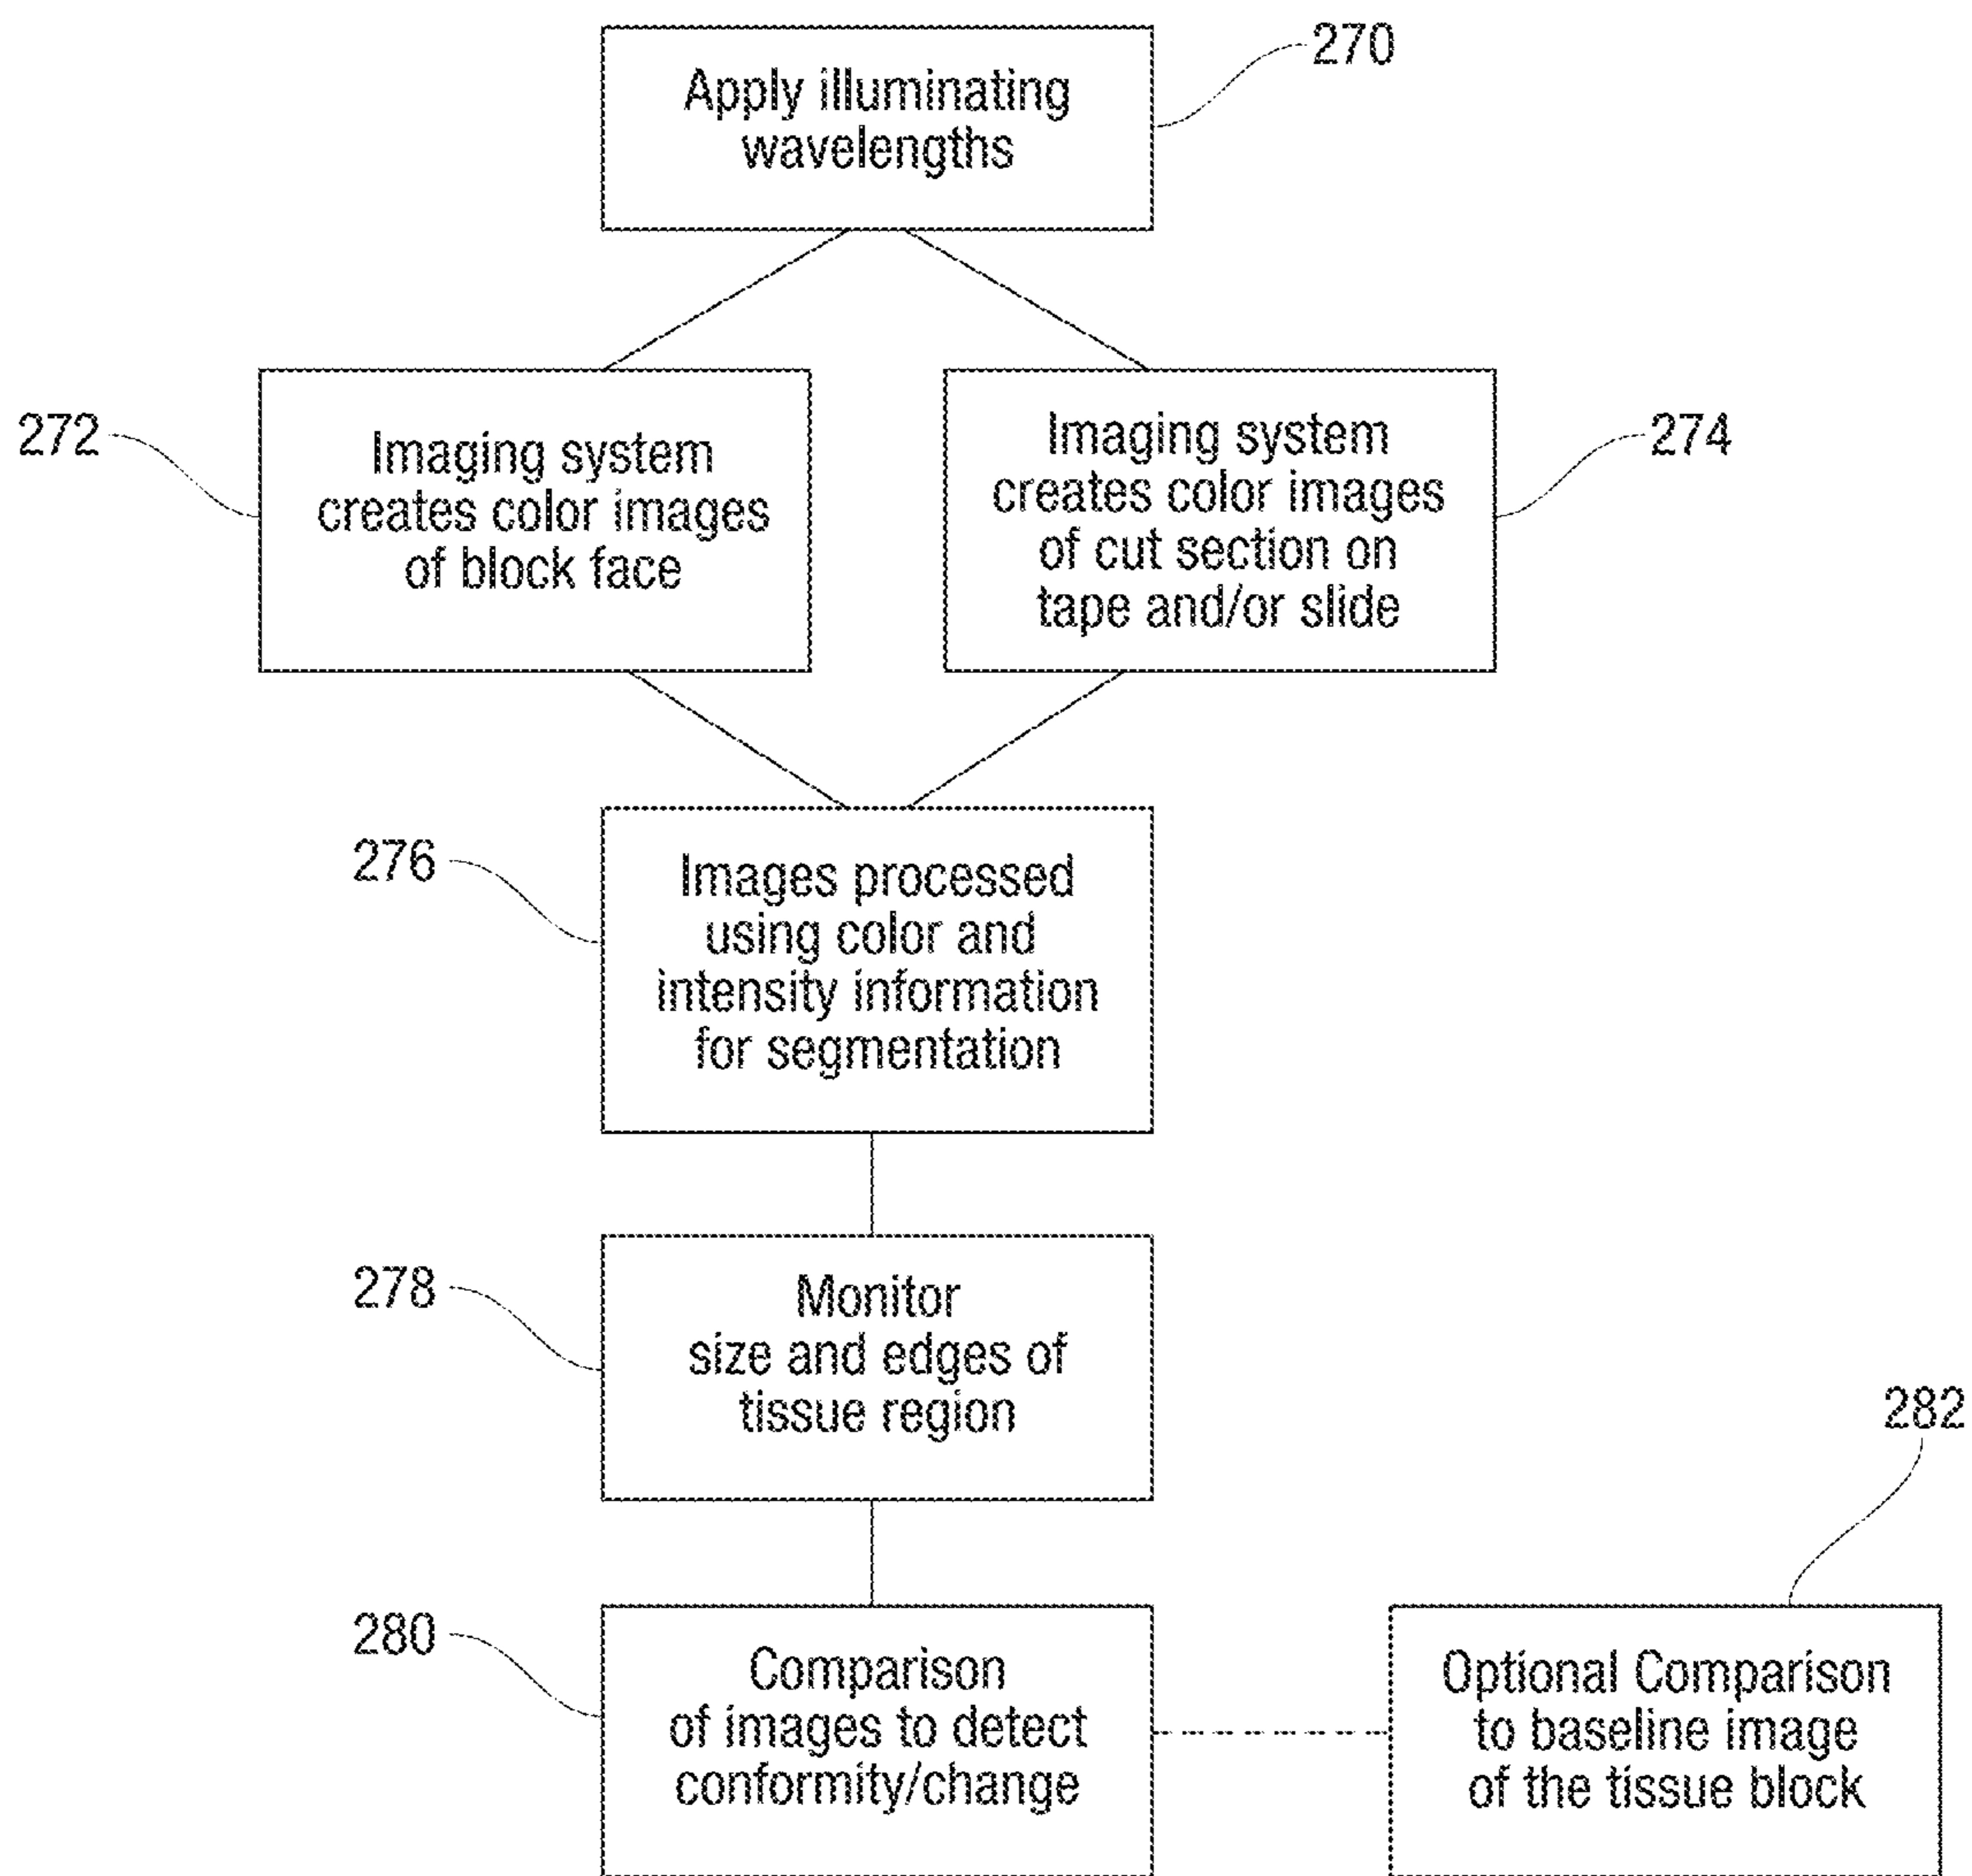 270
Apply illuminating
wavelengths
272
Imaging system
creates color images
of block face
274
Imaging system
creates color images
of cut section on
tape and/or slide
276
Images processed
using color and
intensity information
for segmentation
278
Monitor
size and edges of
tissue region
280
Comparison
of images to detect
conformity/change
282
Optional Comparison
to baseline image
of the tissue block